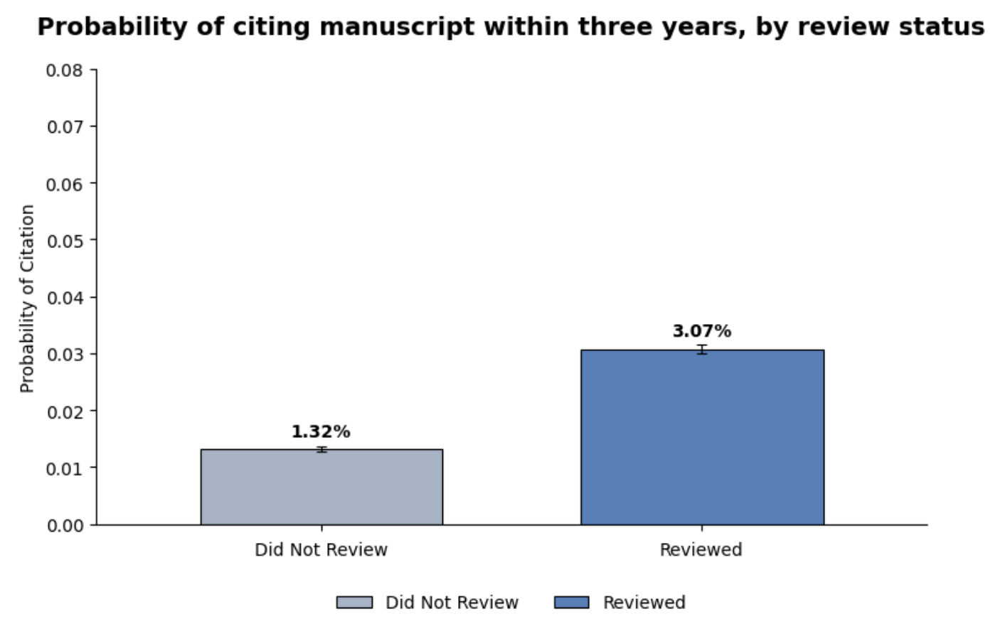 Probability of citing manuscript within three years, by review status
0.08
0.07
0.06
0.05
0.04
0.03
0.02
0.01
0.00
Probability of Citation
1.32%
3.07%
Did Not Review
Reviewed
Did Not Review
Reviewed